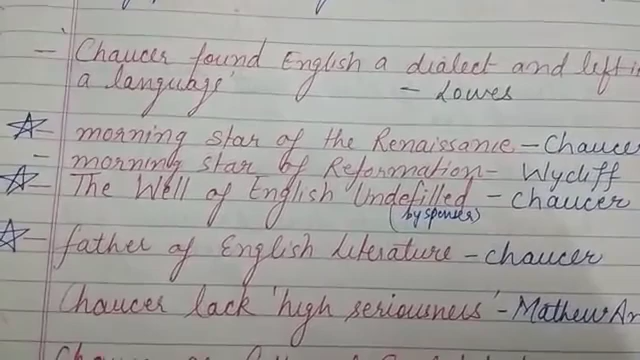 - Chaucer found English a dialect and left i
a language'
- Lowes
- morning star of the Renaissance - Chaucer
- morning star of Reformation - Wycliff
- The Well of English Undefilled - Chaucer
(by spenser)
- father of English Literature - chaucer
Chaucer lack 'high seriousness' - Mathew Ar